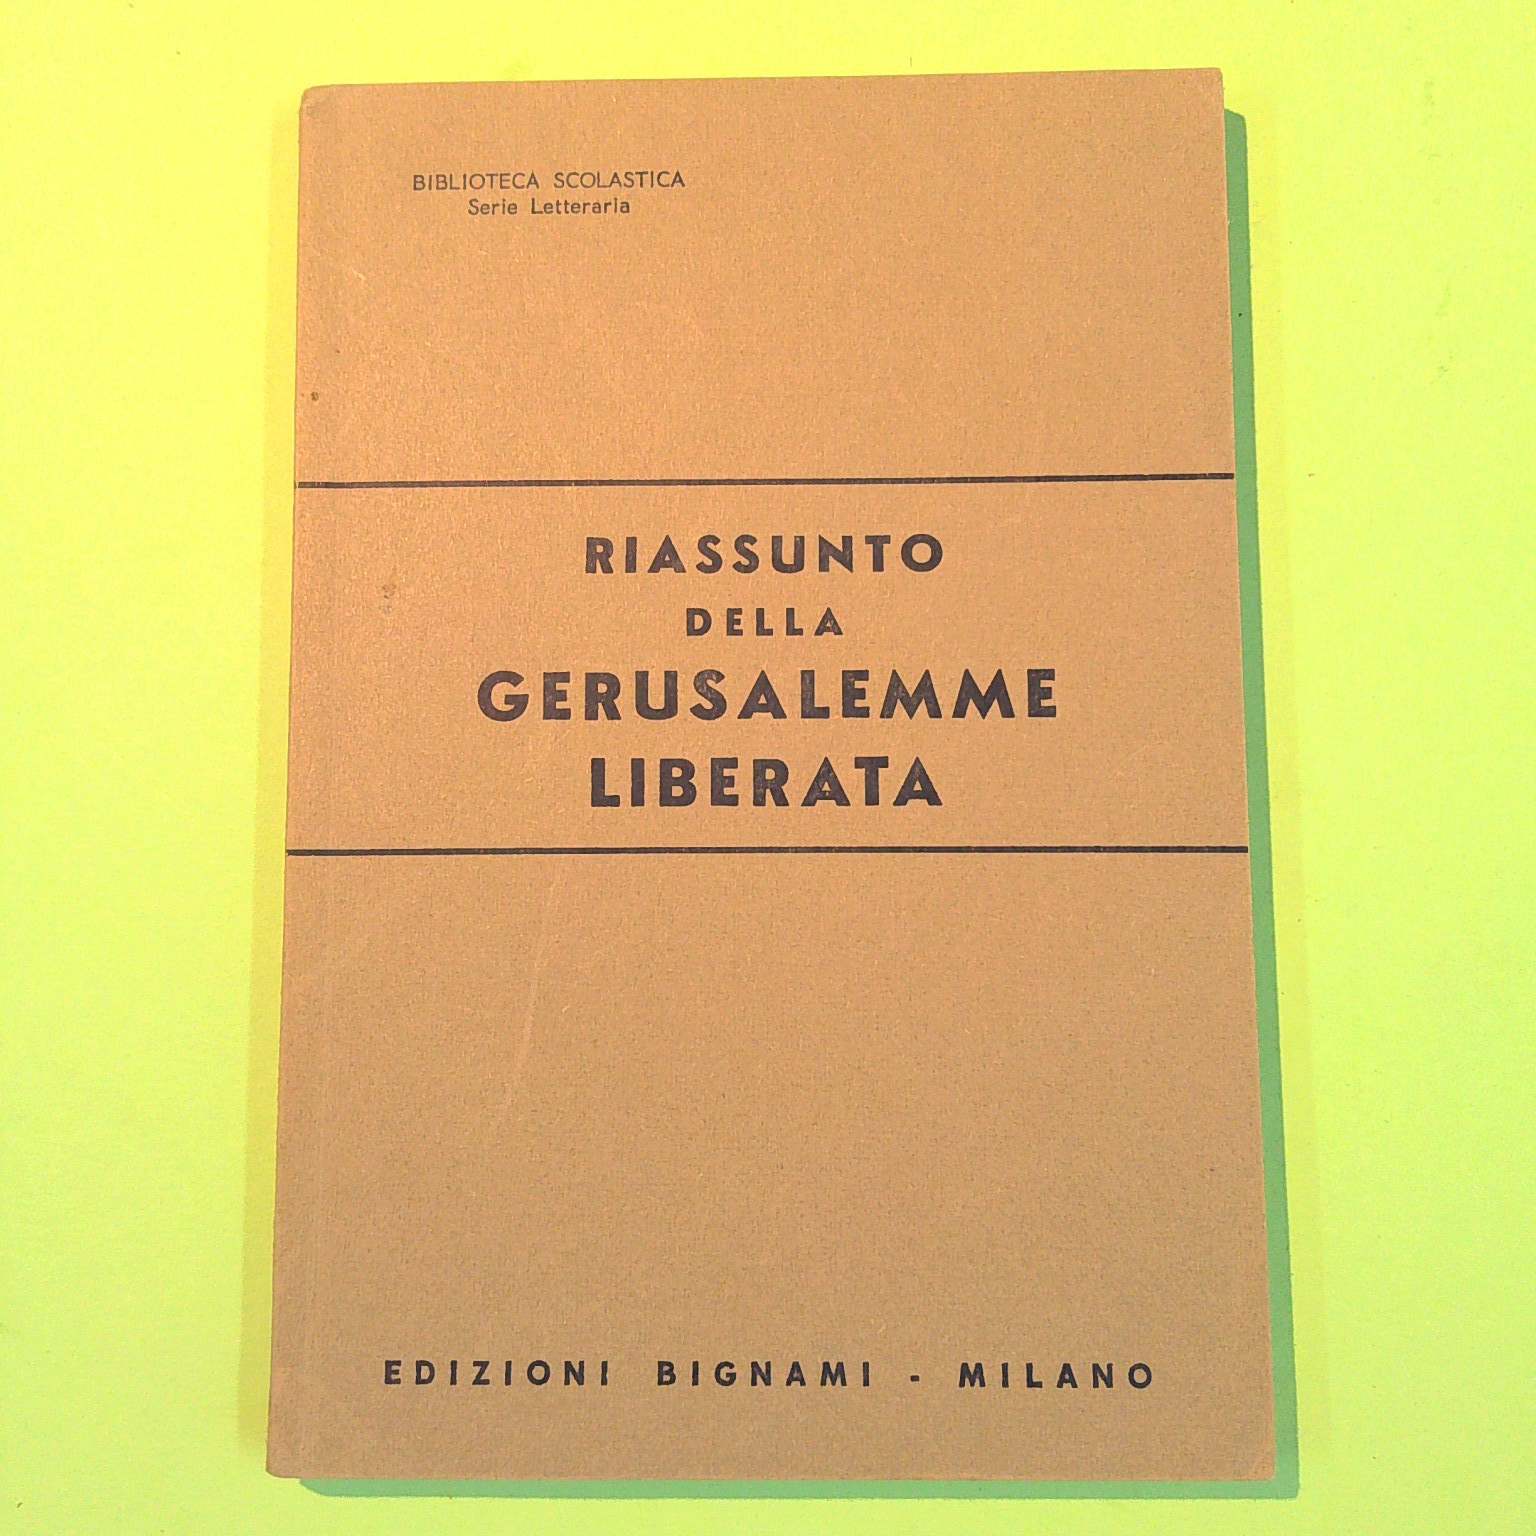 BIBLIOTECA SCOLASTICA
Serie Letteraria
RIASSUNTO
DELLA
GERUSALEMME
LIBERATA
EDIZIONI BIGNAMI - MILANO